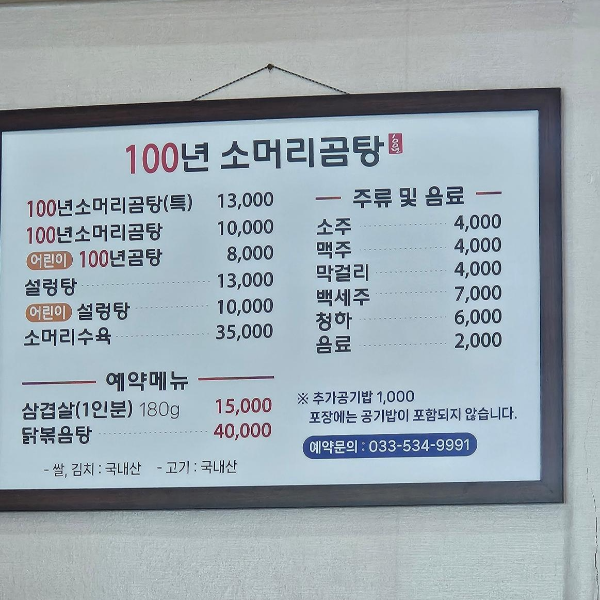 100년 소머리곰탕
100년소머리곰탕(특) 13,000
100년소머리곰탕 10,000
어린이 100년곰탕 8,000
설렁탕 13,000
어린이 설렁탕 10,000
소머리수육 35,000
예약메뉴
삼겹살(1인분) 180g 15,000
닭볶음탕 40,000
- 쌀, 김치 : 국내산 - 고기 : 국내산
주류 및 음료
소주 4,000
맥주 4,000
막걸리 4,000
백세주 7,000
청하 6,000
음료 2,000
※ 추가공기밥 1,000
포장에는 공기밥이 포함되지 않습니다.
예약문의 : 033-534-9991